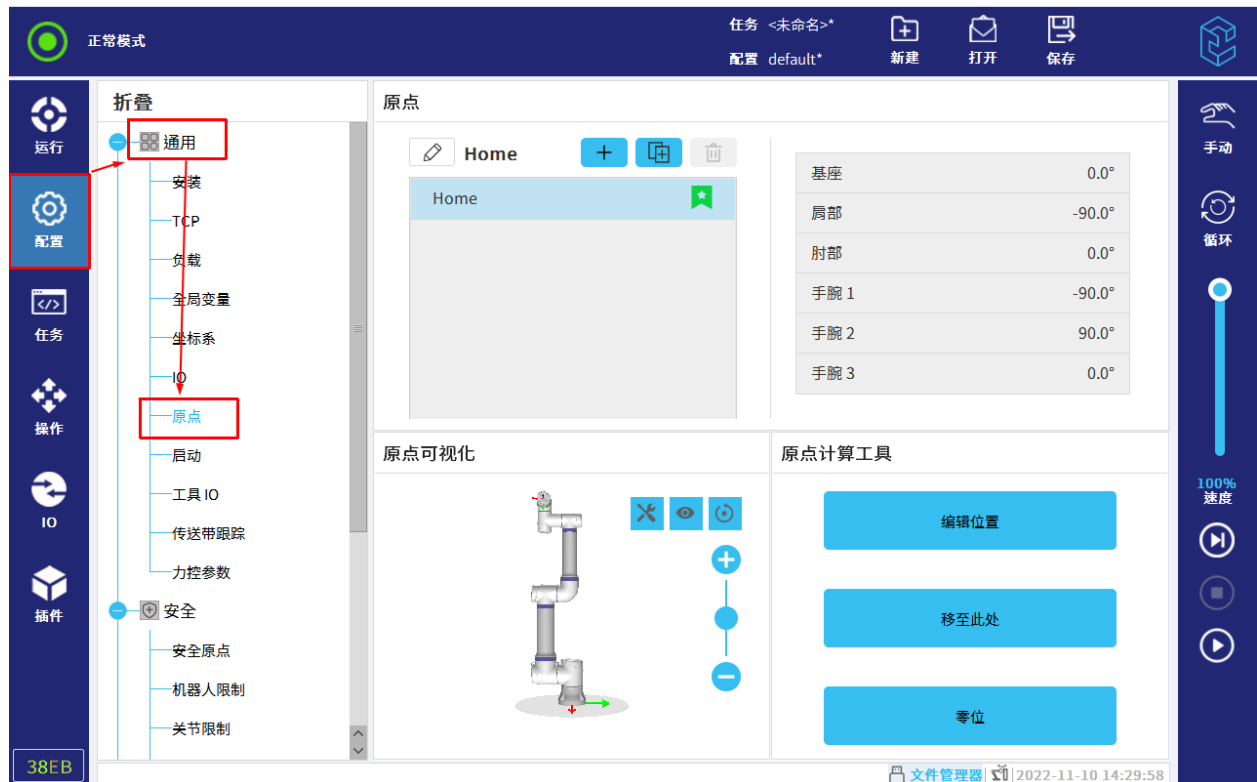 正常模式
任务 <未命名>*
配置 default*
新建
打开
保存
运行
配置
任务
操作
IO
插件
38EB
折叠
通用
安装
TCP
负载
全局变量
坐标系
IO
原点
启动
工具 IO
传送带跟踪
力控参数
安全
安全原点
机器人限制
关节限制
原点
Home
Home
基座 0.0°
肩部 -90.0°
肘部 0.0°
手腕 1 -90.0°
手腕 2 90.0°
手腕 3 0.0°
原点可视化
原点计算工具
编辑位置
移至此处
零位
手动
循环
100%
速度
文件管理器 2022-11-10 14:29:58